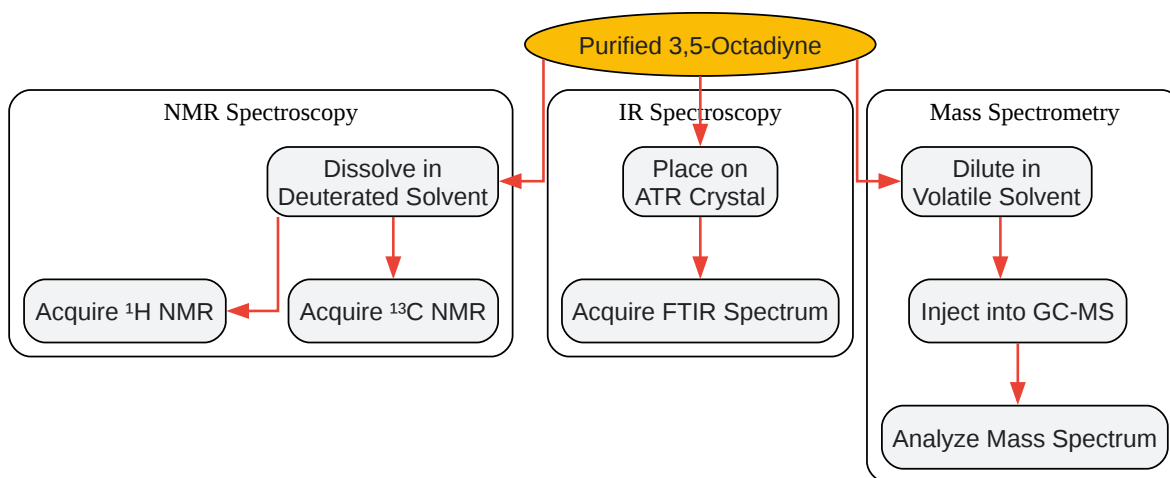 Purified 3,5-Octadiyne
NMR Spectroscopy
Dissolve in
Deuterated Solvent
Acquire ¹H NMR
Acquire ¹³C NMR
IR Spectroscopy
Place on
ATR Crystal
Acquire FTIR Spectrum
Mass Spectrometry
Dilute in
Volatile Solvent
Inject into GC-MS
Analyze Mass Spectrum